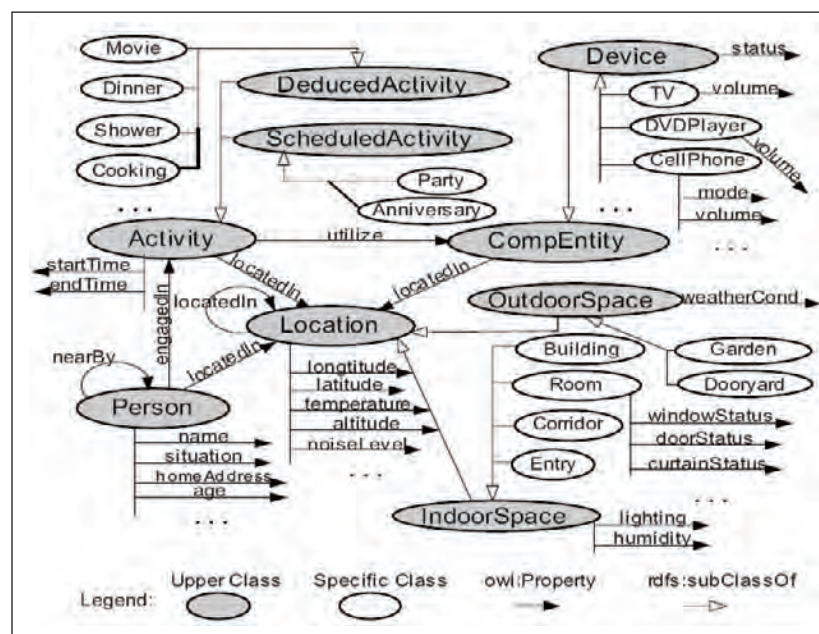 Movie
Dinner
Shower
Cooking
. . .
DeducedActivity
ScheduledActivity
Party
Anniversary
Device
status
TV
volume
DVDPlayer
volume
CellPhone
mode
volume
. . .
. . .
Activity
utilize
CompEntity
startTime
endTime
locatedIn
locatedIn
locatedIn
Location
OutdoorSpace
weatherCond
engagedIn
locatedIn
nearBy
Person
longtitude
latitude
temperature
altitude
noiseLevel
. . .
Building
Room
Corridor
Entry
Garden
Dooryard
windowStatus
doorStatus
curtainStatus
. . .
name
situation
homeAddress
age
. . .
IndoorSpace
lighting
humidity
Legend:
Upper Class
Specific Class
owl:Property
rdfs:subClassOf